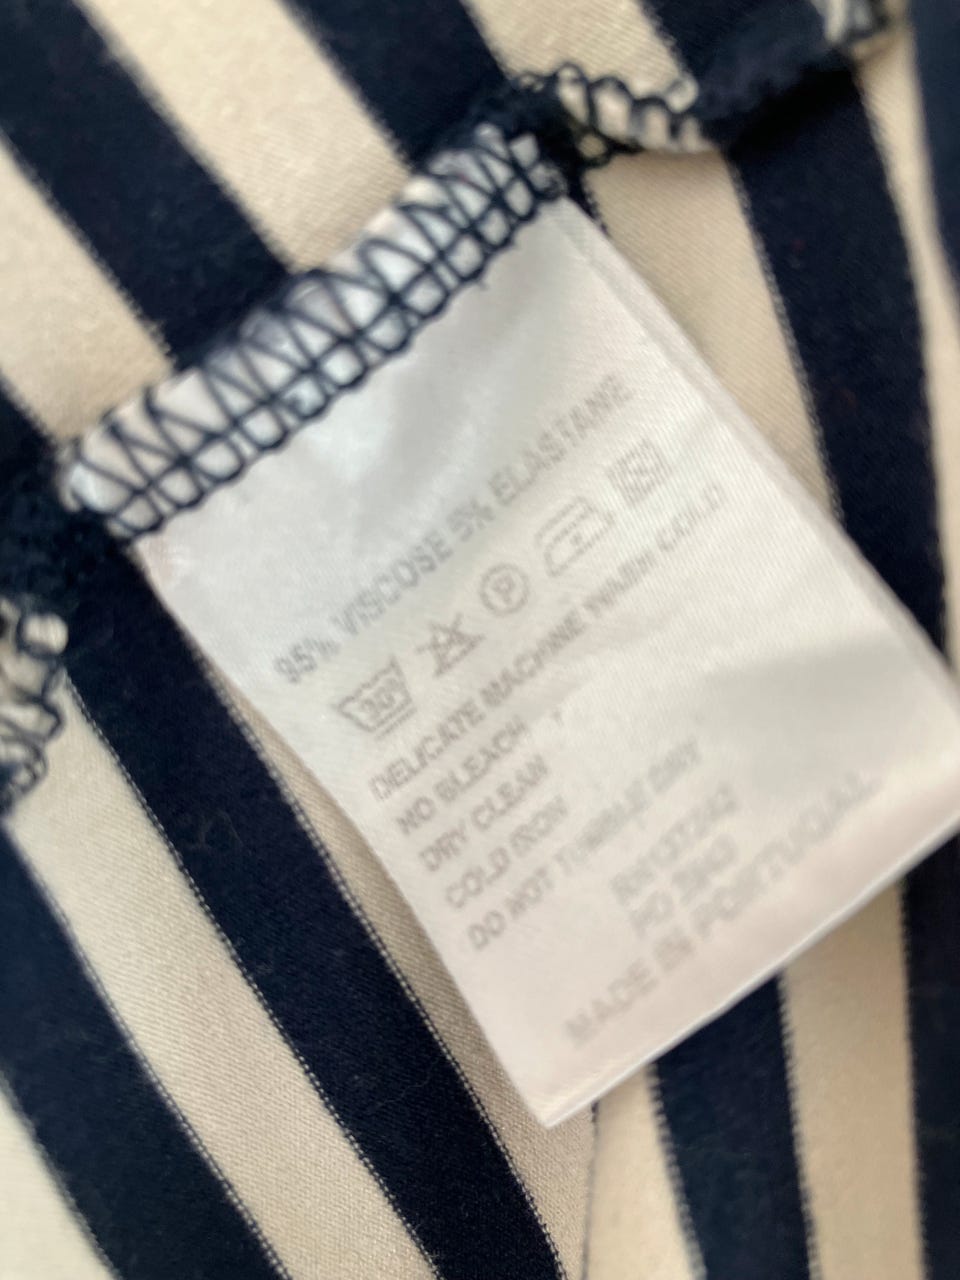 95% VISCOSE 5% ELASTANE
30° P
DELICATE MACHINE WASH COLD
NO BLEACH
DRY CLEAN
COLD IRON
DO NOT TUMBLE DRY
MADE IN PORTUGAL